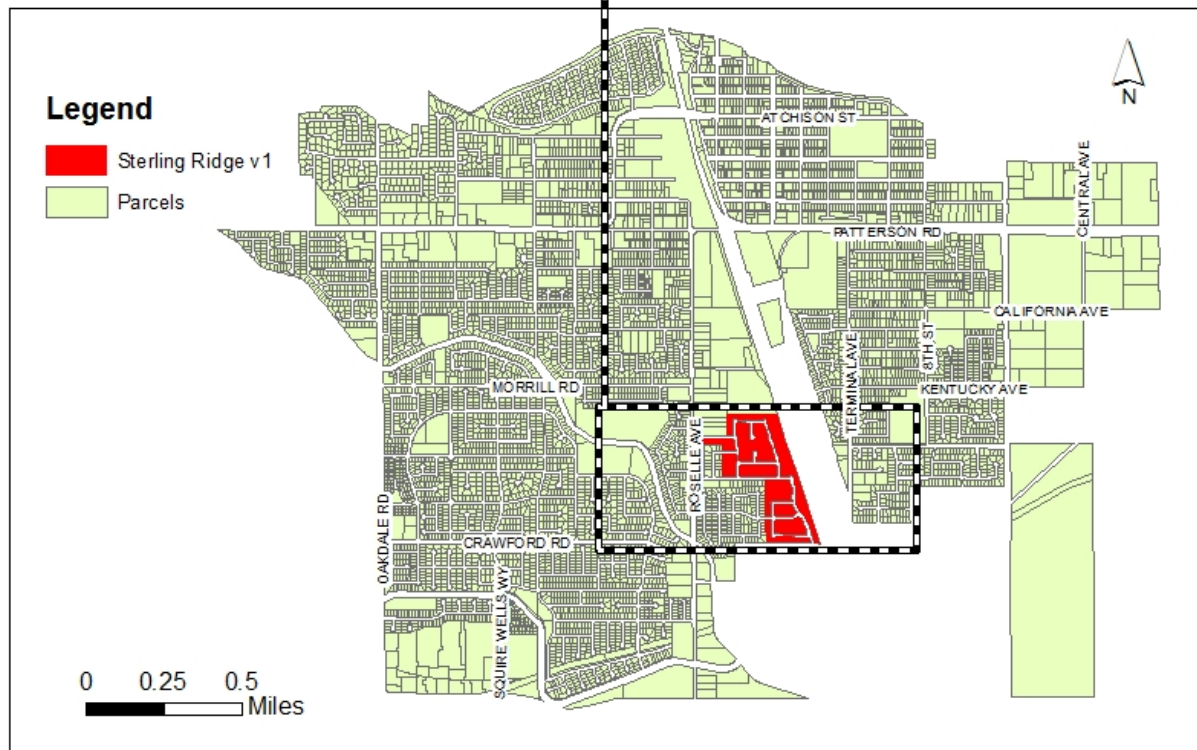 Legend
Sterling Ridge v1
Parcels
N
ATCHISON ST
CENTRAL AVE
PATTERSON RD
CALIFORNIA AVE
TERMINAL AVE
8TH ST
MORRILL RD
KENTUCKY AVE
ROSELLE AVE
OAKDALE RD
CRAWFORD RD
SQUIRE WELLS WY
0 0.25 0.5
Miles